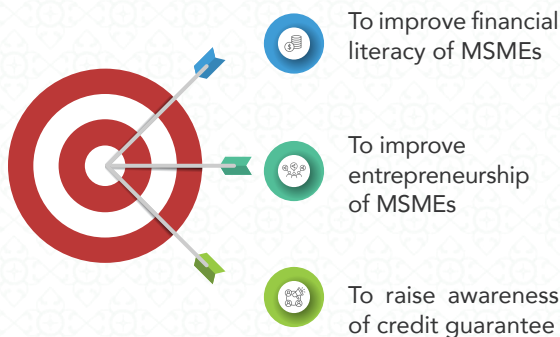 To improve financial
literacy of MSMEs
To improve
entrepreneurship
of MSMEs
To raise awareness
of credit guarantee